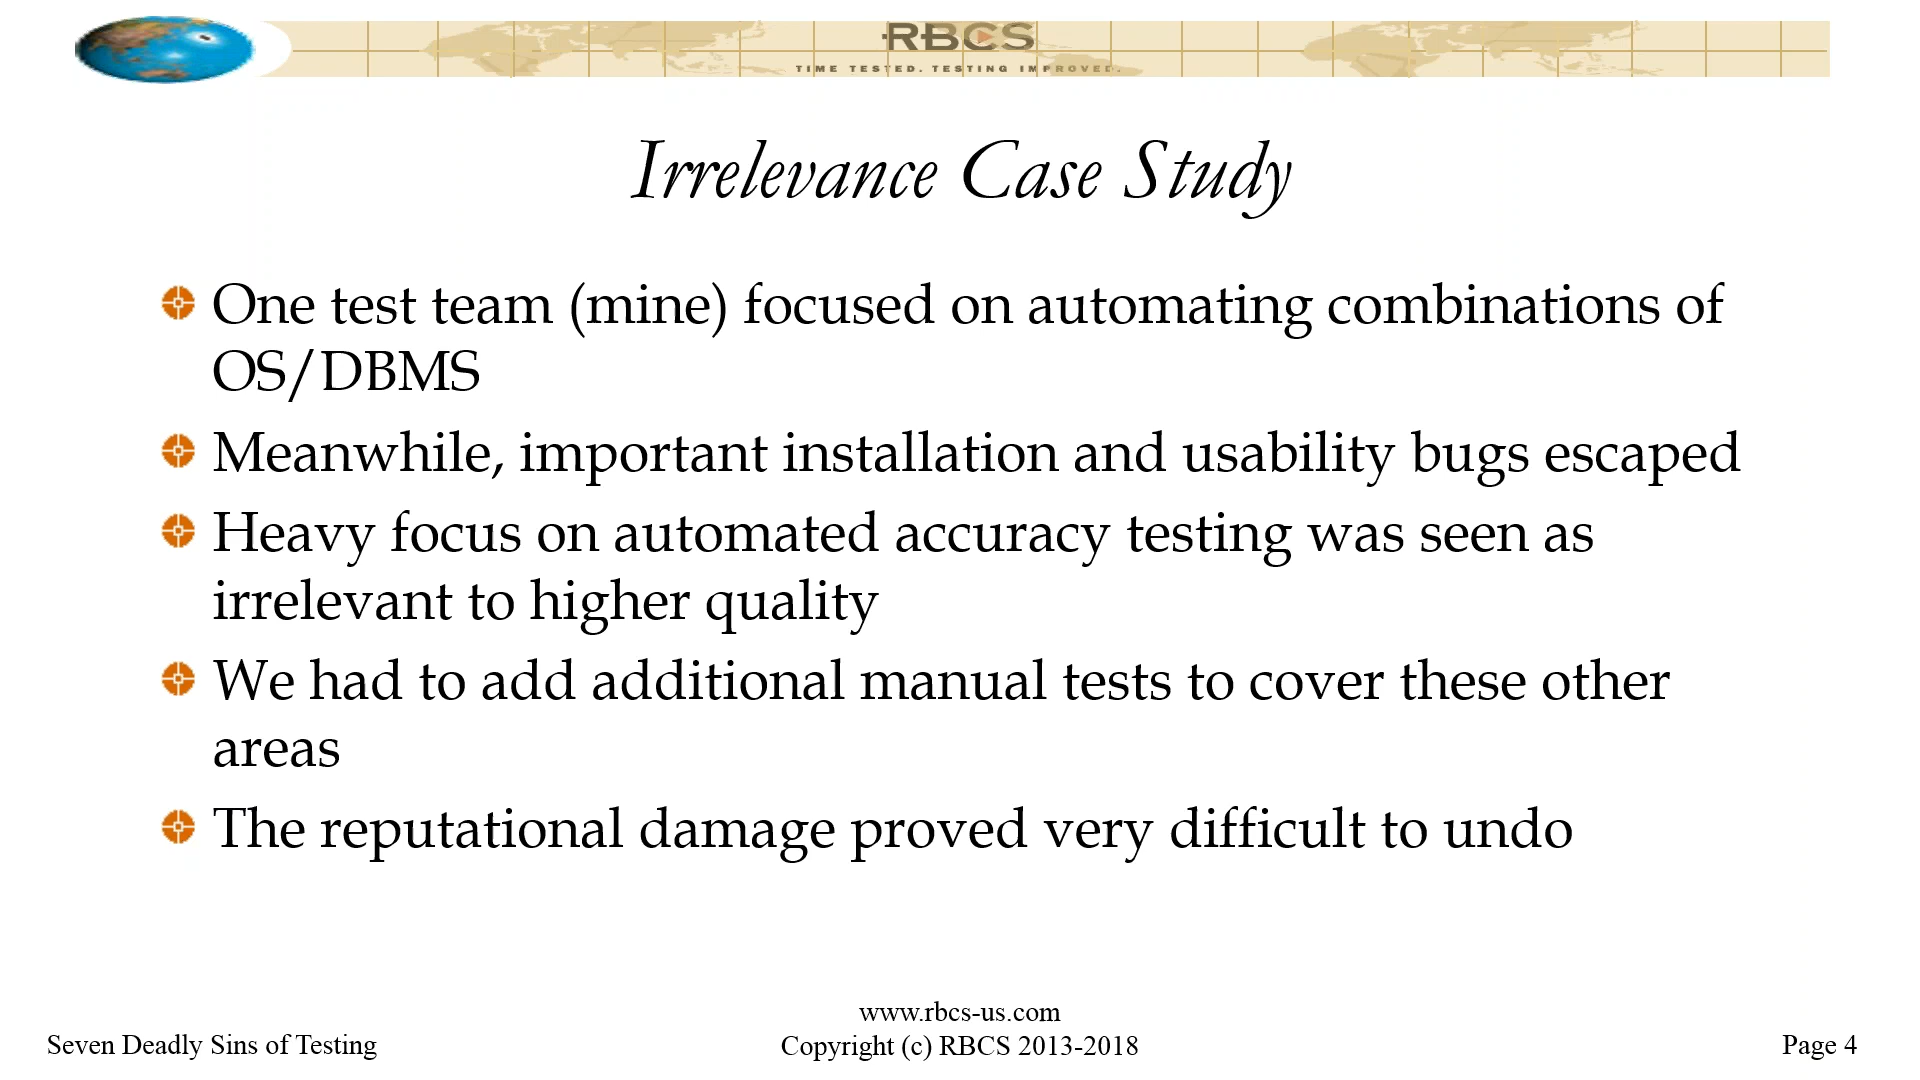 RBCS
TIME TESTED. TESTING IMPROVED.
Irrelevance Case Study
One test team (mine) focused on automating combinations of
OS/DBMS
Meanwhile, important installation and usability bugs escaped
Heavy focus on automated accuracy testing was seen as
irrelevant to higher quality
We had to add additional manual tests to cover these other
areas
The reputational damage proved very difficult to undo
www.rbcs-us.com
Seven Deadly Sins of Testing
Copyright (c) RBCS 2013-2018
Page 4